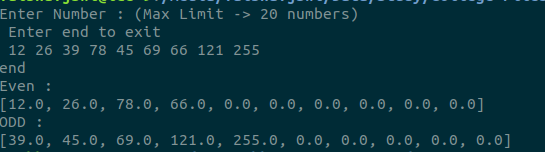 Enter Number : (Max Limit -> 20 numbers)
Enter end to exit
12 26 39 78 45 69 66 121 255
end
Even :
[12.0, 26.0, 78.0, 66.0, 0.0, 0.0, 0.0, 0.0, 0.0, 0.0]
ODD :
[39.0, 45.0, 69.0, 121.0, 255.0, 0.0, 0.0, 0.0, 0.0, 0.0]